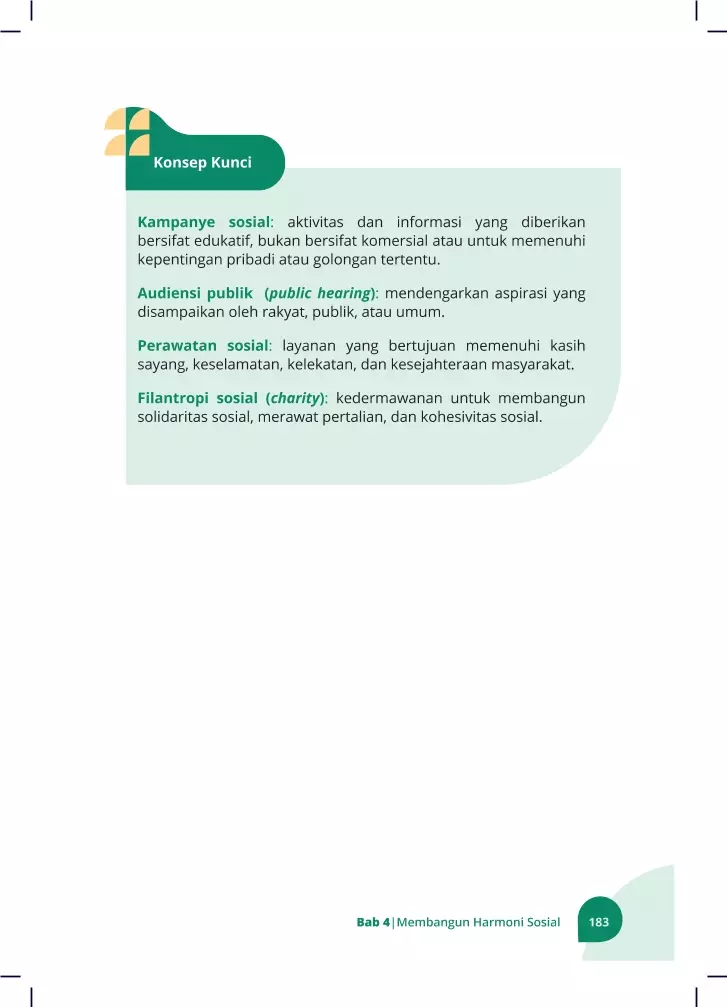 Konsep Kunci
Kampanye sosial: aktivitas dan informasi yang diberikan
bersifat edukatif, bukan bersifat komersial atau untuk memenuhi
kepentingan pribadi atau golongan tertentu.
Audiensi publik (public hearing): mendengarkan aspirasi yang
disampaikan oleh rakyat, publik, atau umum.
Perawatan sosial: layanan yang bertujuan memenuhi kasih
sayang, keselamatan, kelekatan, dan kesejahteraan masyarakat.
Filantropi sosial (charity): kedermawanan untuk membangun
solidaritas sosial, merawat pertalian, dan kohesivitas sosial.
Bab 4|Membangun Harmoni Sosial 183